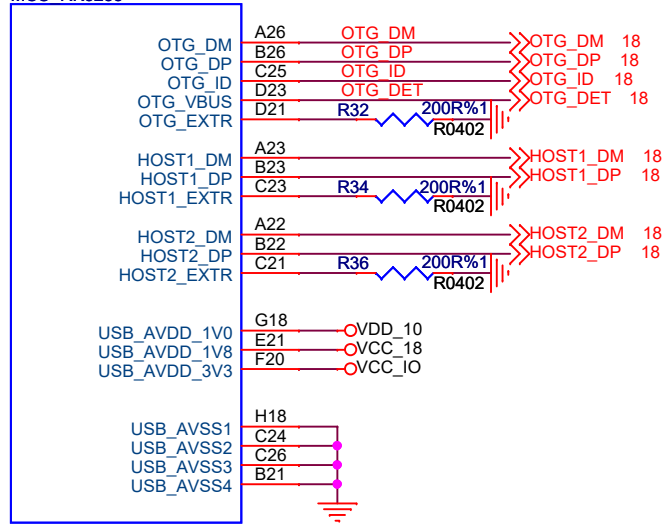 OTG_DM A26 OTG_DM OTG_DM 18
OTG_DP B26 OTG_DP OTG_DP 18
OTG_ID C25 OTG_ID OTG_ID 18
OTG_VBUS D23 OTG_DET OTG_DET 18
OTG_EXTR D21 R32 200R%1 R0402
HOST1_DM A23 HOST1_DM 18
HOST1_DP B23 HOST1_DP 18
HOST1_EXTR C23 R34 200R%1 R0402
HOST2_DM A22 HOST2_DM 18
HOST2_DP B22 HOST2_DP 18
HOST2_EXTR C21 R36 200R%1 R0402
USB_AVDD_1V0 G18 VDD_10
USB_AVDD_1V8 E21 VCC_18
USB_AVDD_3V3 F20 VCC_IO
USB_AVSS1 H18
USB_AVSS2 C24
USB_AVSS3 C26
USB_AVSS4 B21